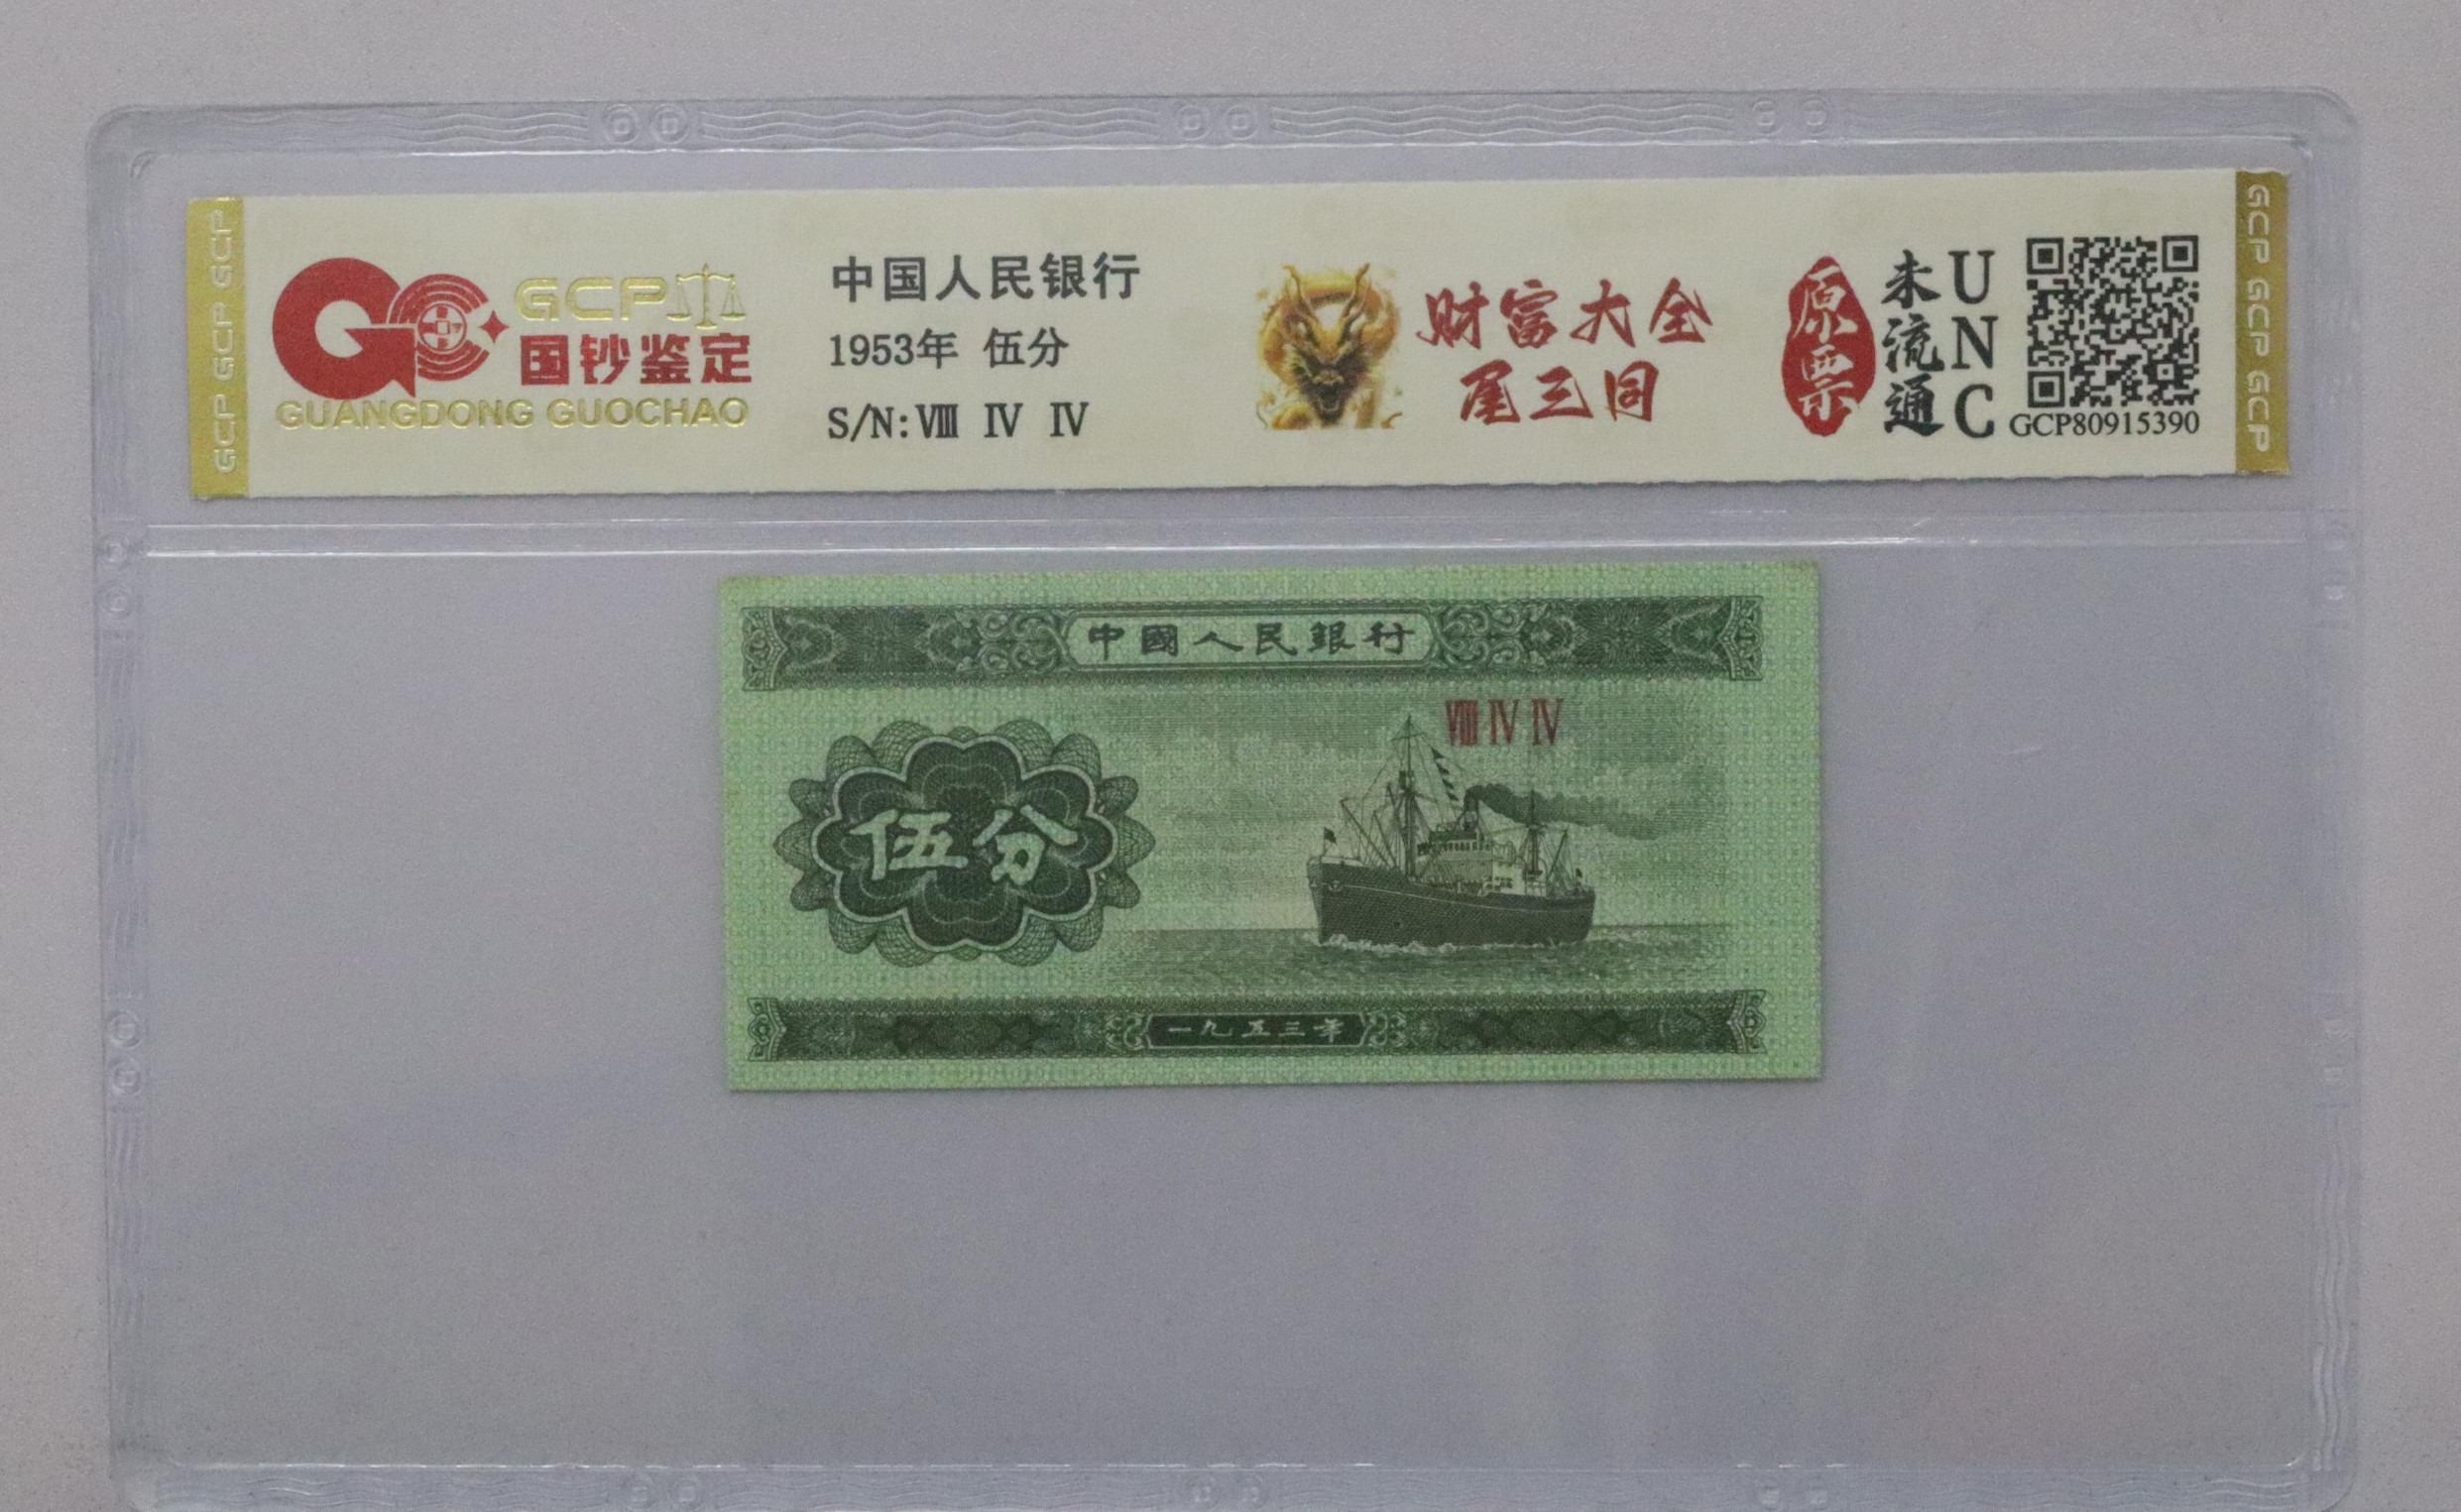 GCP GCP GCP
GCP
国钞鉴定
GUANGDONG GUOCHAO
中国人民银行
1953年 伍分
S/N: Ⅷ Ⅳ Ⅳ
财富大全
尾三同
原票
未流通
UNC
GCP80915390
GCP GCP GCP
中國人民銀行
Ⅷ Ⅳ Ⅳ
伍分
一九五三年